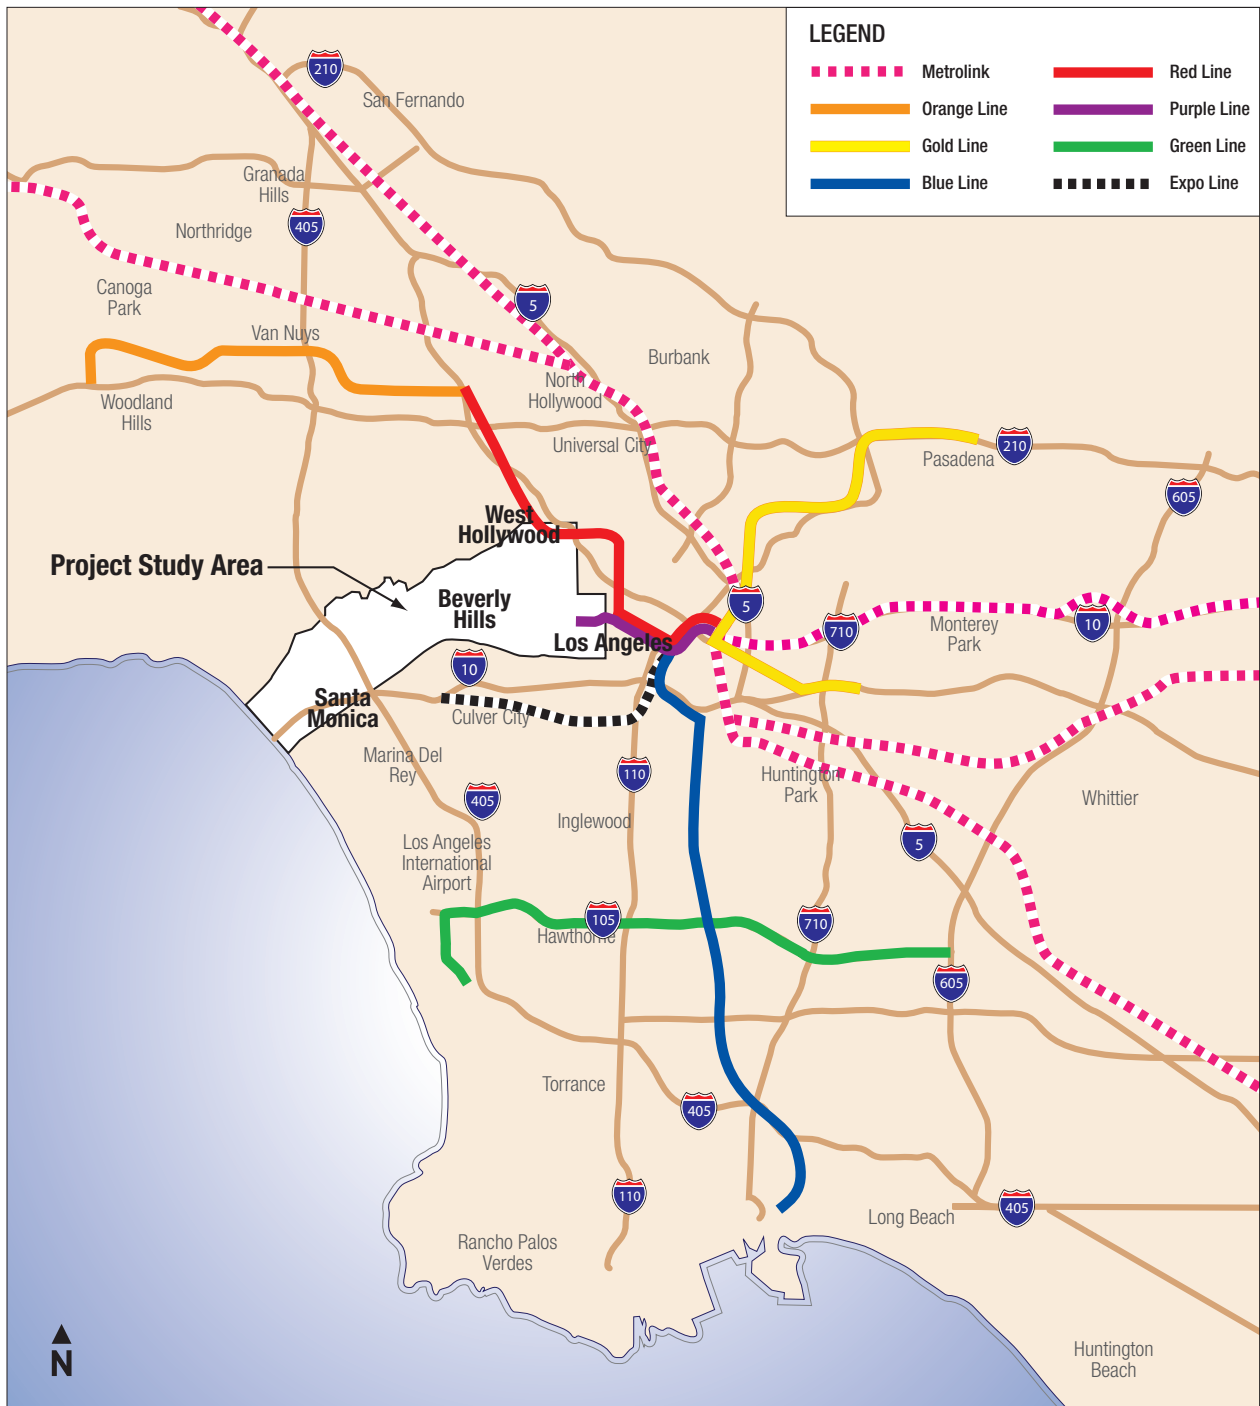 LEGEND
Metrolink
Red Line
Orange Line
Purple Line
Gold Line
Green Line
Blue Line
Expo Line
210
San Fernando
Granada
Hills
405
Northridge
Canoga
Park
5
Van Nuys
Burbank
North
Hollywood
Woodland
Hills
Universal City
210
Pasadena
605
West
Hollywood
Project Study Area
Beverly
Hills
5
710
Monterey
Park
10
Los Angeles
10
Santa
Monica
Culver City
Marina Del
Rey
110
Huntington
Park
405
Whittier
Inglewood
Los Angeles
International
Airport
5
105
Hawthorne
710
605
Torrance
405
110
405
Long Beach
Rancho Palos
Verdes
N
Huntington
Beach